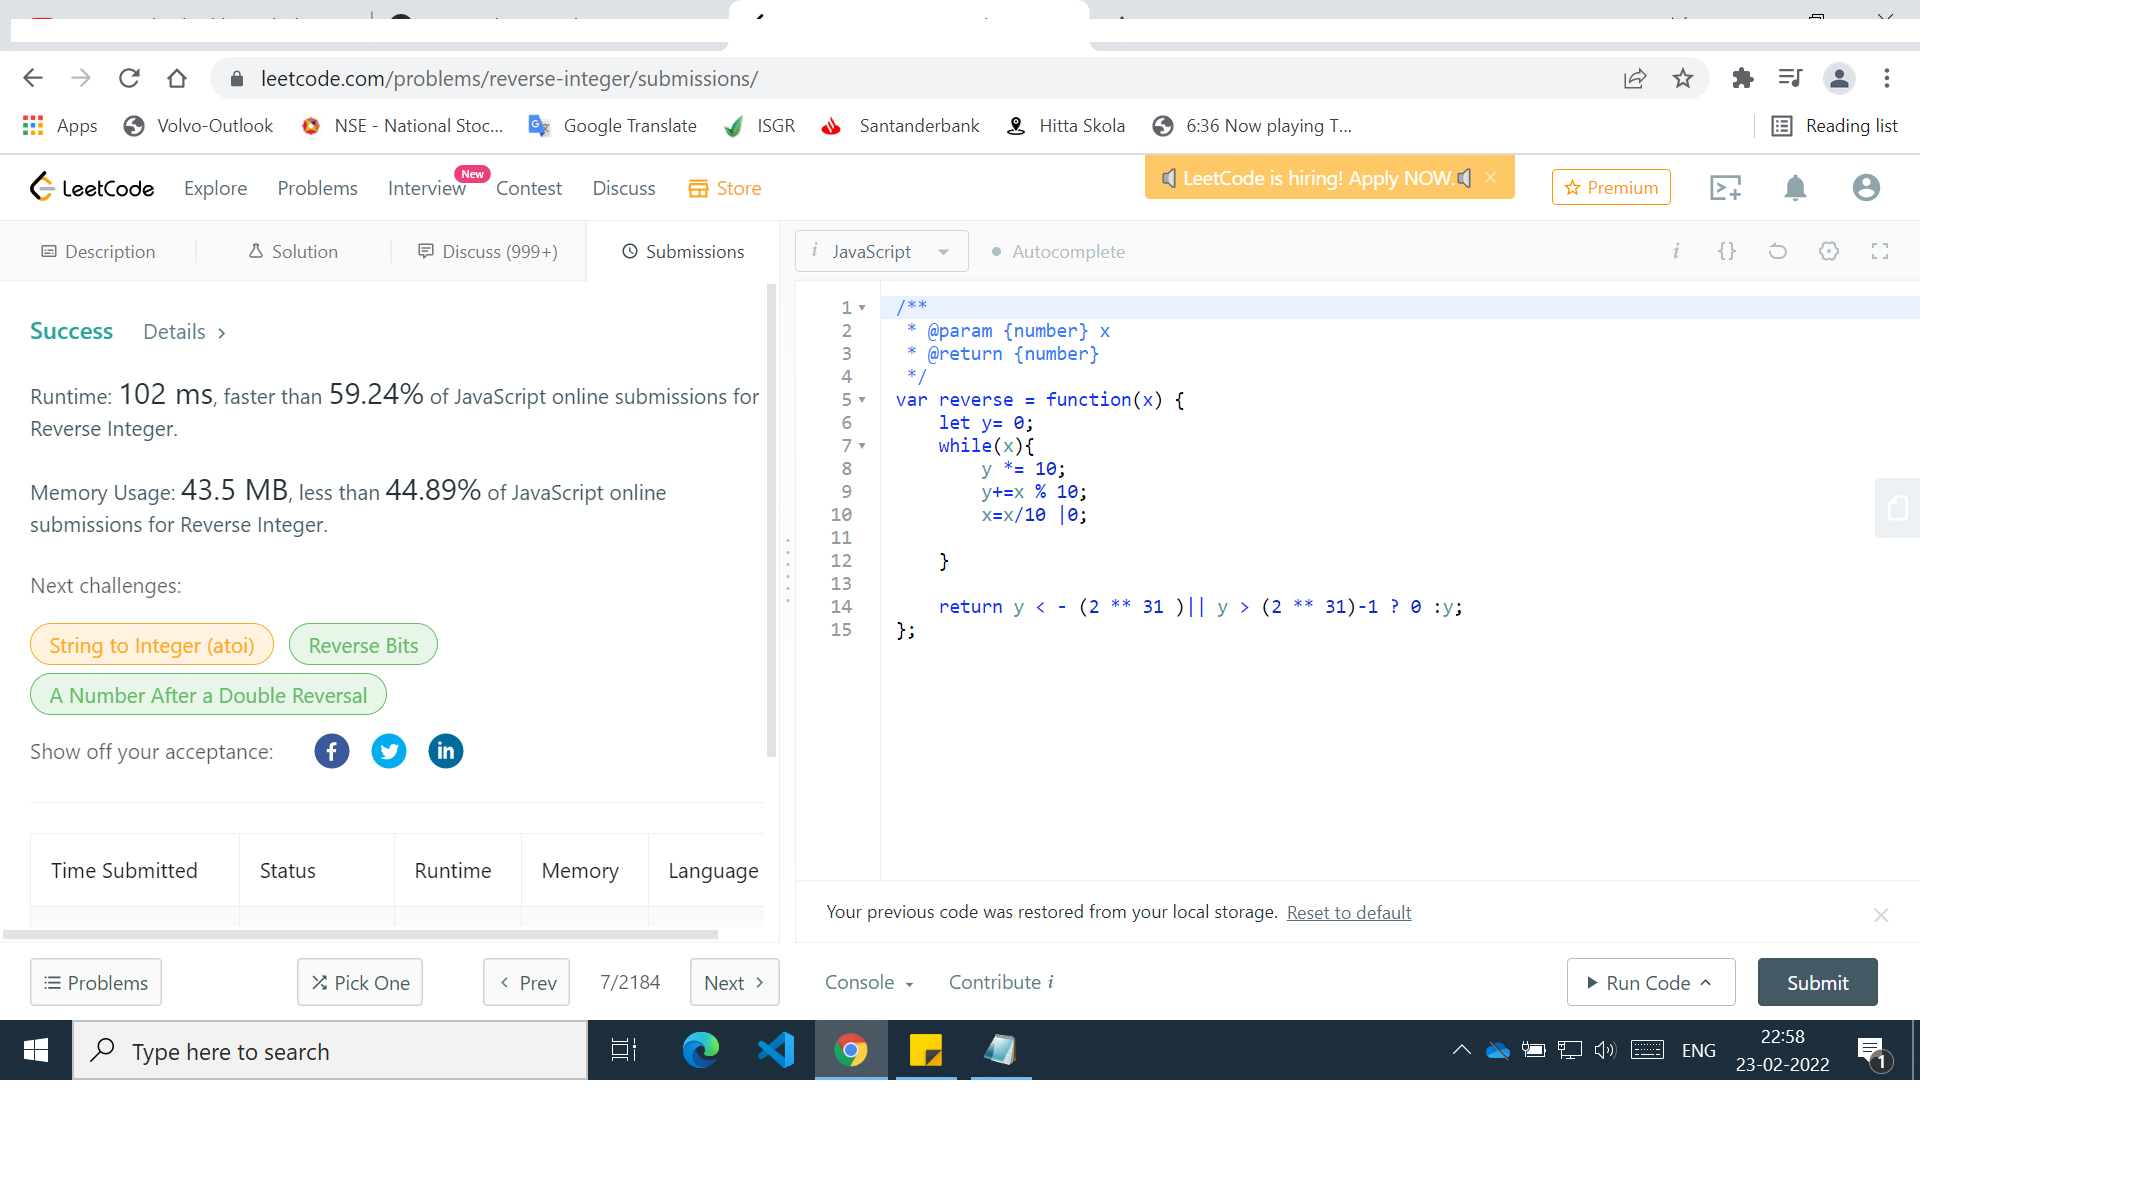 leetcode.com/problems/reverse-integer/submissions/
Apps Volvo-Outlook NSE - National Stoc... Google Translate ISGR Santanderbank Hitta Skola 6:36 Now playing T... Reading list
LeetCode Explore Problems Interview New Contest Discuss Store LeetCode is hiring! Apply NOW. Premium
Description Solution Discuss (999+) Submissions
JavaScript Autocomplete
Success Details
Runtime: 102 ms, faster than 59.24% of JavaScript online submissions for
Reverse Integer.
Memory Usage: 43.5 MB, less than 44.89% of JavaScript online
submissions for Reverse Integer.
Next challenges:
String to Integer (atoi) Reverse Bits
A Number After a Double Reversal
Show off your acceptance:
Time Submitted Status Runtime Memory Language
1 /**
2  * @param {number} x
3  * @return {number}
4  */
5 var reverse = function(x) {
6     let y= 0;
7     while(x){
8         y *= 10;
9         y+=x % 10;
10         x=x/10 |0;
11
12     }
13
14     return y < - (2 ** 31 )|| y > (2 ** 31)-1 ? 0 :y;
15 };
Your previous code was restored from your local storage. Reset to default
Problems Pick One Prev 7/2184 Next Console Contribute i Run Code Submit
Type here to search
ENG
22:58
23-02-2022
1